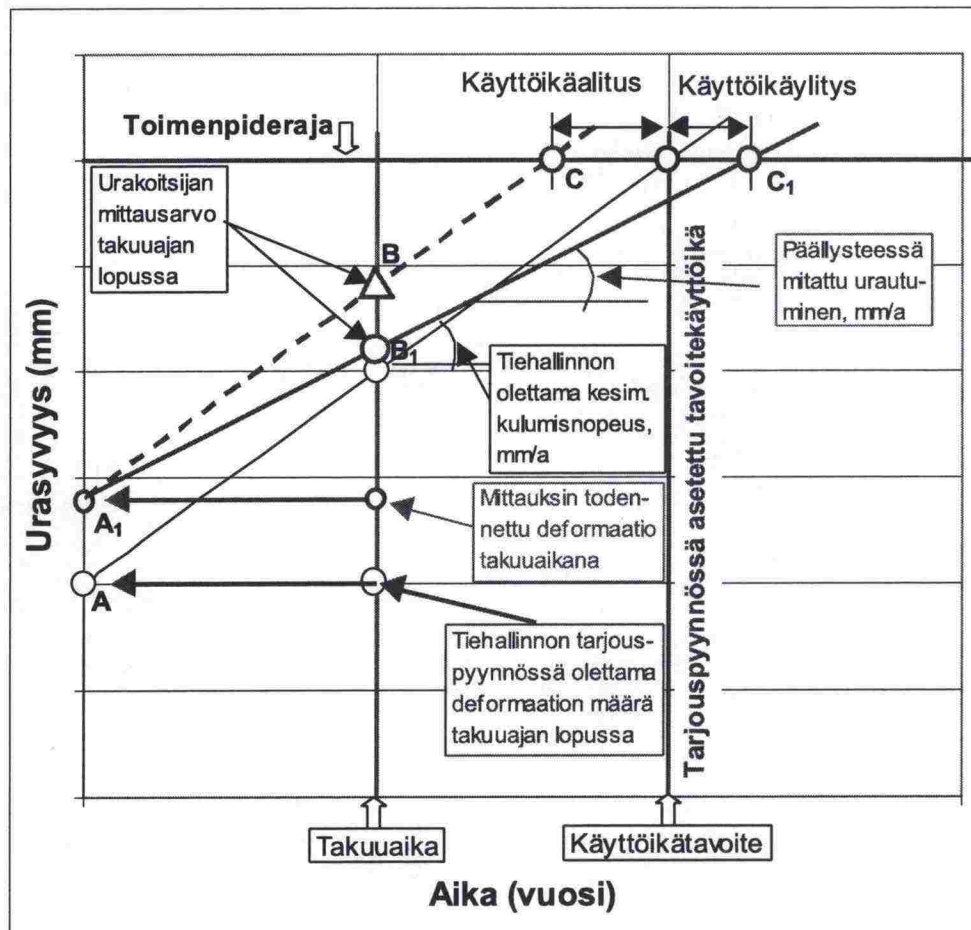 Käyttöikäalitus
Käyttöikäylitys
Toimenpideraja
Urakoitsijan
mittausarvo
takuuajan
lopussa
C
C1
B
B1
Päällysteessä
mitattu urautu-
minen, mm/a
Tiehallinnon
olettama kesim.
kulumisnopeus,
mm/a
Urasyvyys (mm)
A1
Mittauksin toden-
nettu deformaatio
takuuaikana
A
Tiehallinnon tarjous-
pyynnössä olettama
deformaation määrä
takuuajan lopussa
Tarjouspyynnössä asetettu tavoitekäyttöikä
Takuuaika
Käyttöikätavoite
Aika (vuosi)